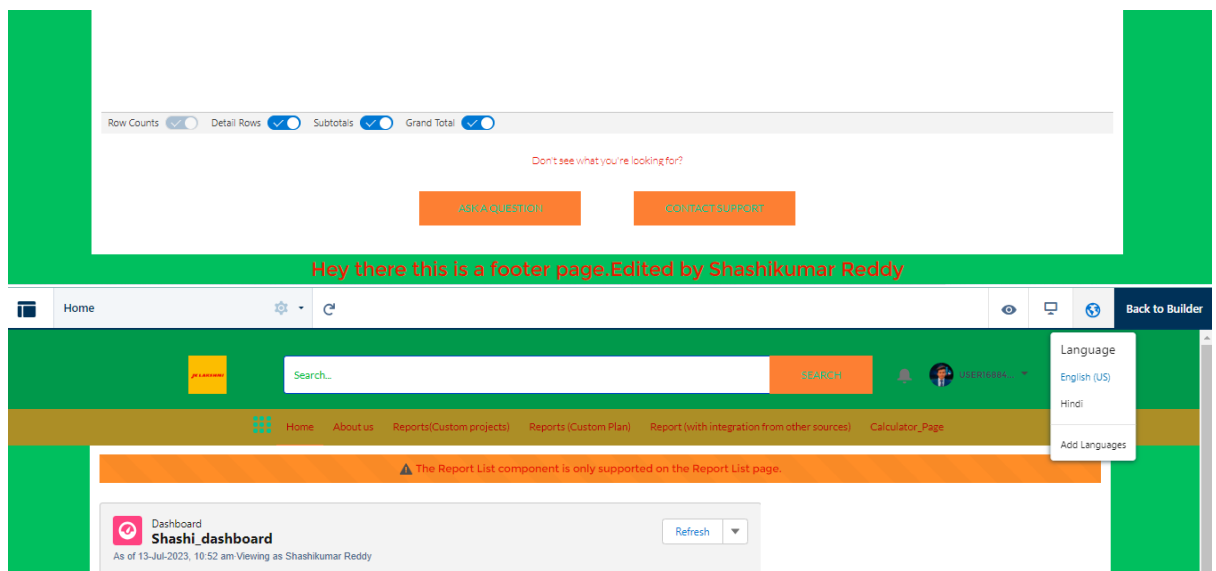 Row Counts Detail Rows Subtotals Grand Total
Don't see what you're looking for?
ASK A QUESTION CONTACT SUPPORT
Hey there this is a footer page.Edited by Shashikumar Reddy
Home Back to Builder
JK LAKSHMI Search... SEARCH USER16884...
Language
English (US)
Hindi
Add Languages
Home About us Reports(Custom projects) Reports (Custom Plan) Report (with integration from other sources) Calculator_Page
The Report List component is only supported on the Report List page.
Dashboard
Shashi_dashboard
Refresh
As of 13-Jul-2023, 10:52 am·Viewing as Shashikumar Reddy